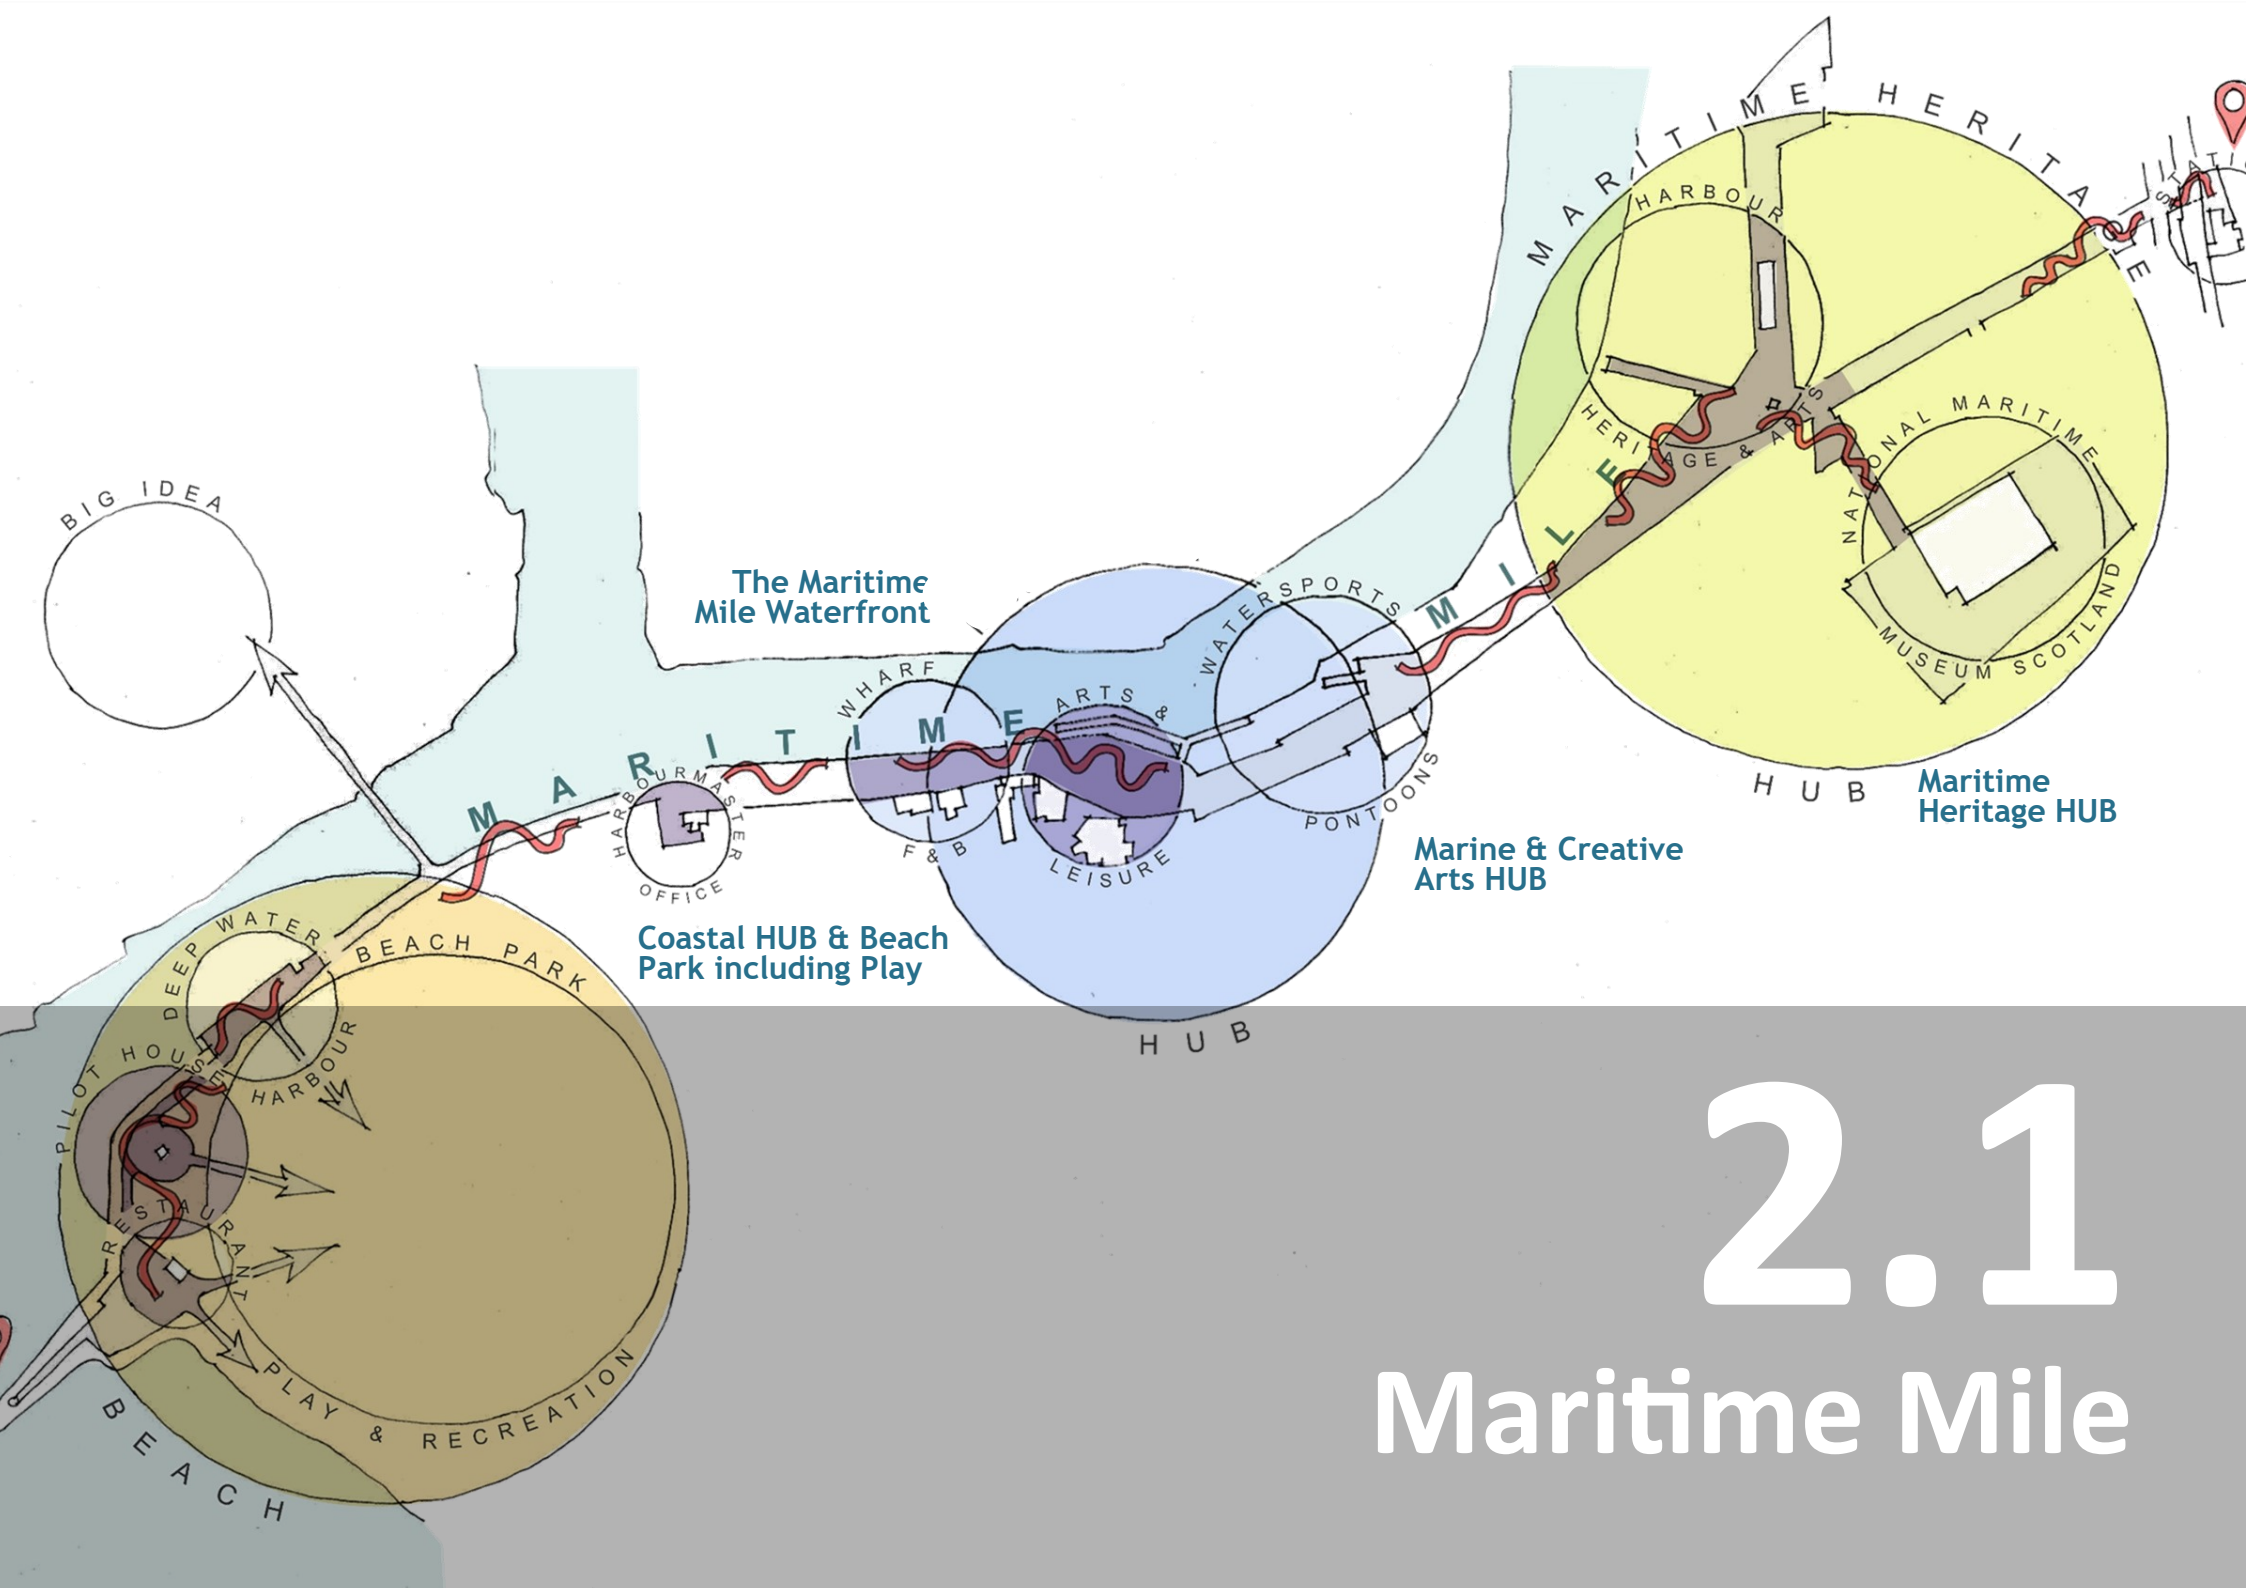 MARITIME HERITAGE
STATIO
HARBOUR
HERITAGE & ARTS
NATIONAL MARITIME
MUSEUM SCOTLAND
HUB
Maritime
Heritage HUB
BIG IDEA
The Maritime
Mile Waterfront
MARITIME MILE
WATERSPORTS
PONTOONS
WHARF
F & B
ARTS &
LEISURE
HARBOURMASTER
OFFICE
Marine & Creative
Arts HUB
HUB
Coastal HUB & Beach
Park including Play
DEEP WATER
HARBOUR
BEACH PARK
PILOT HOUSE
RESTAURANT
PLAY & RECREATION
BEACH
2.1
Maritime Mile